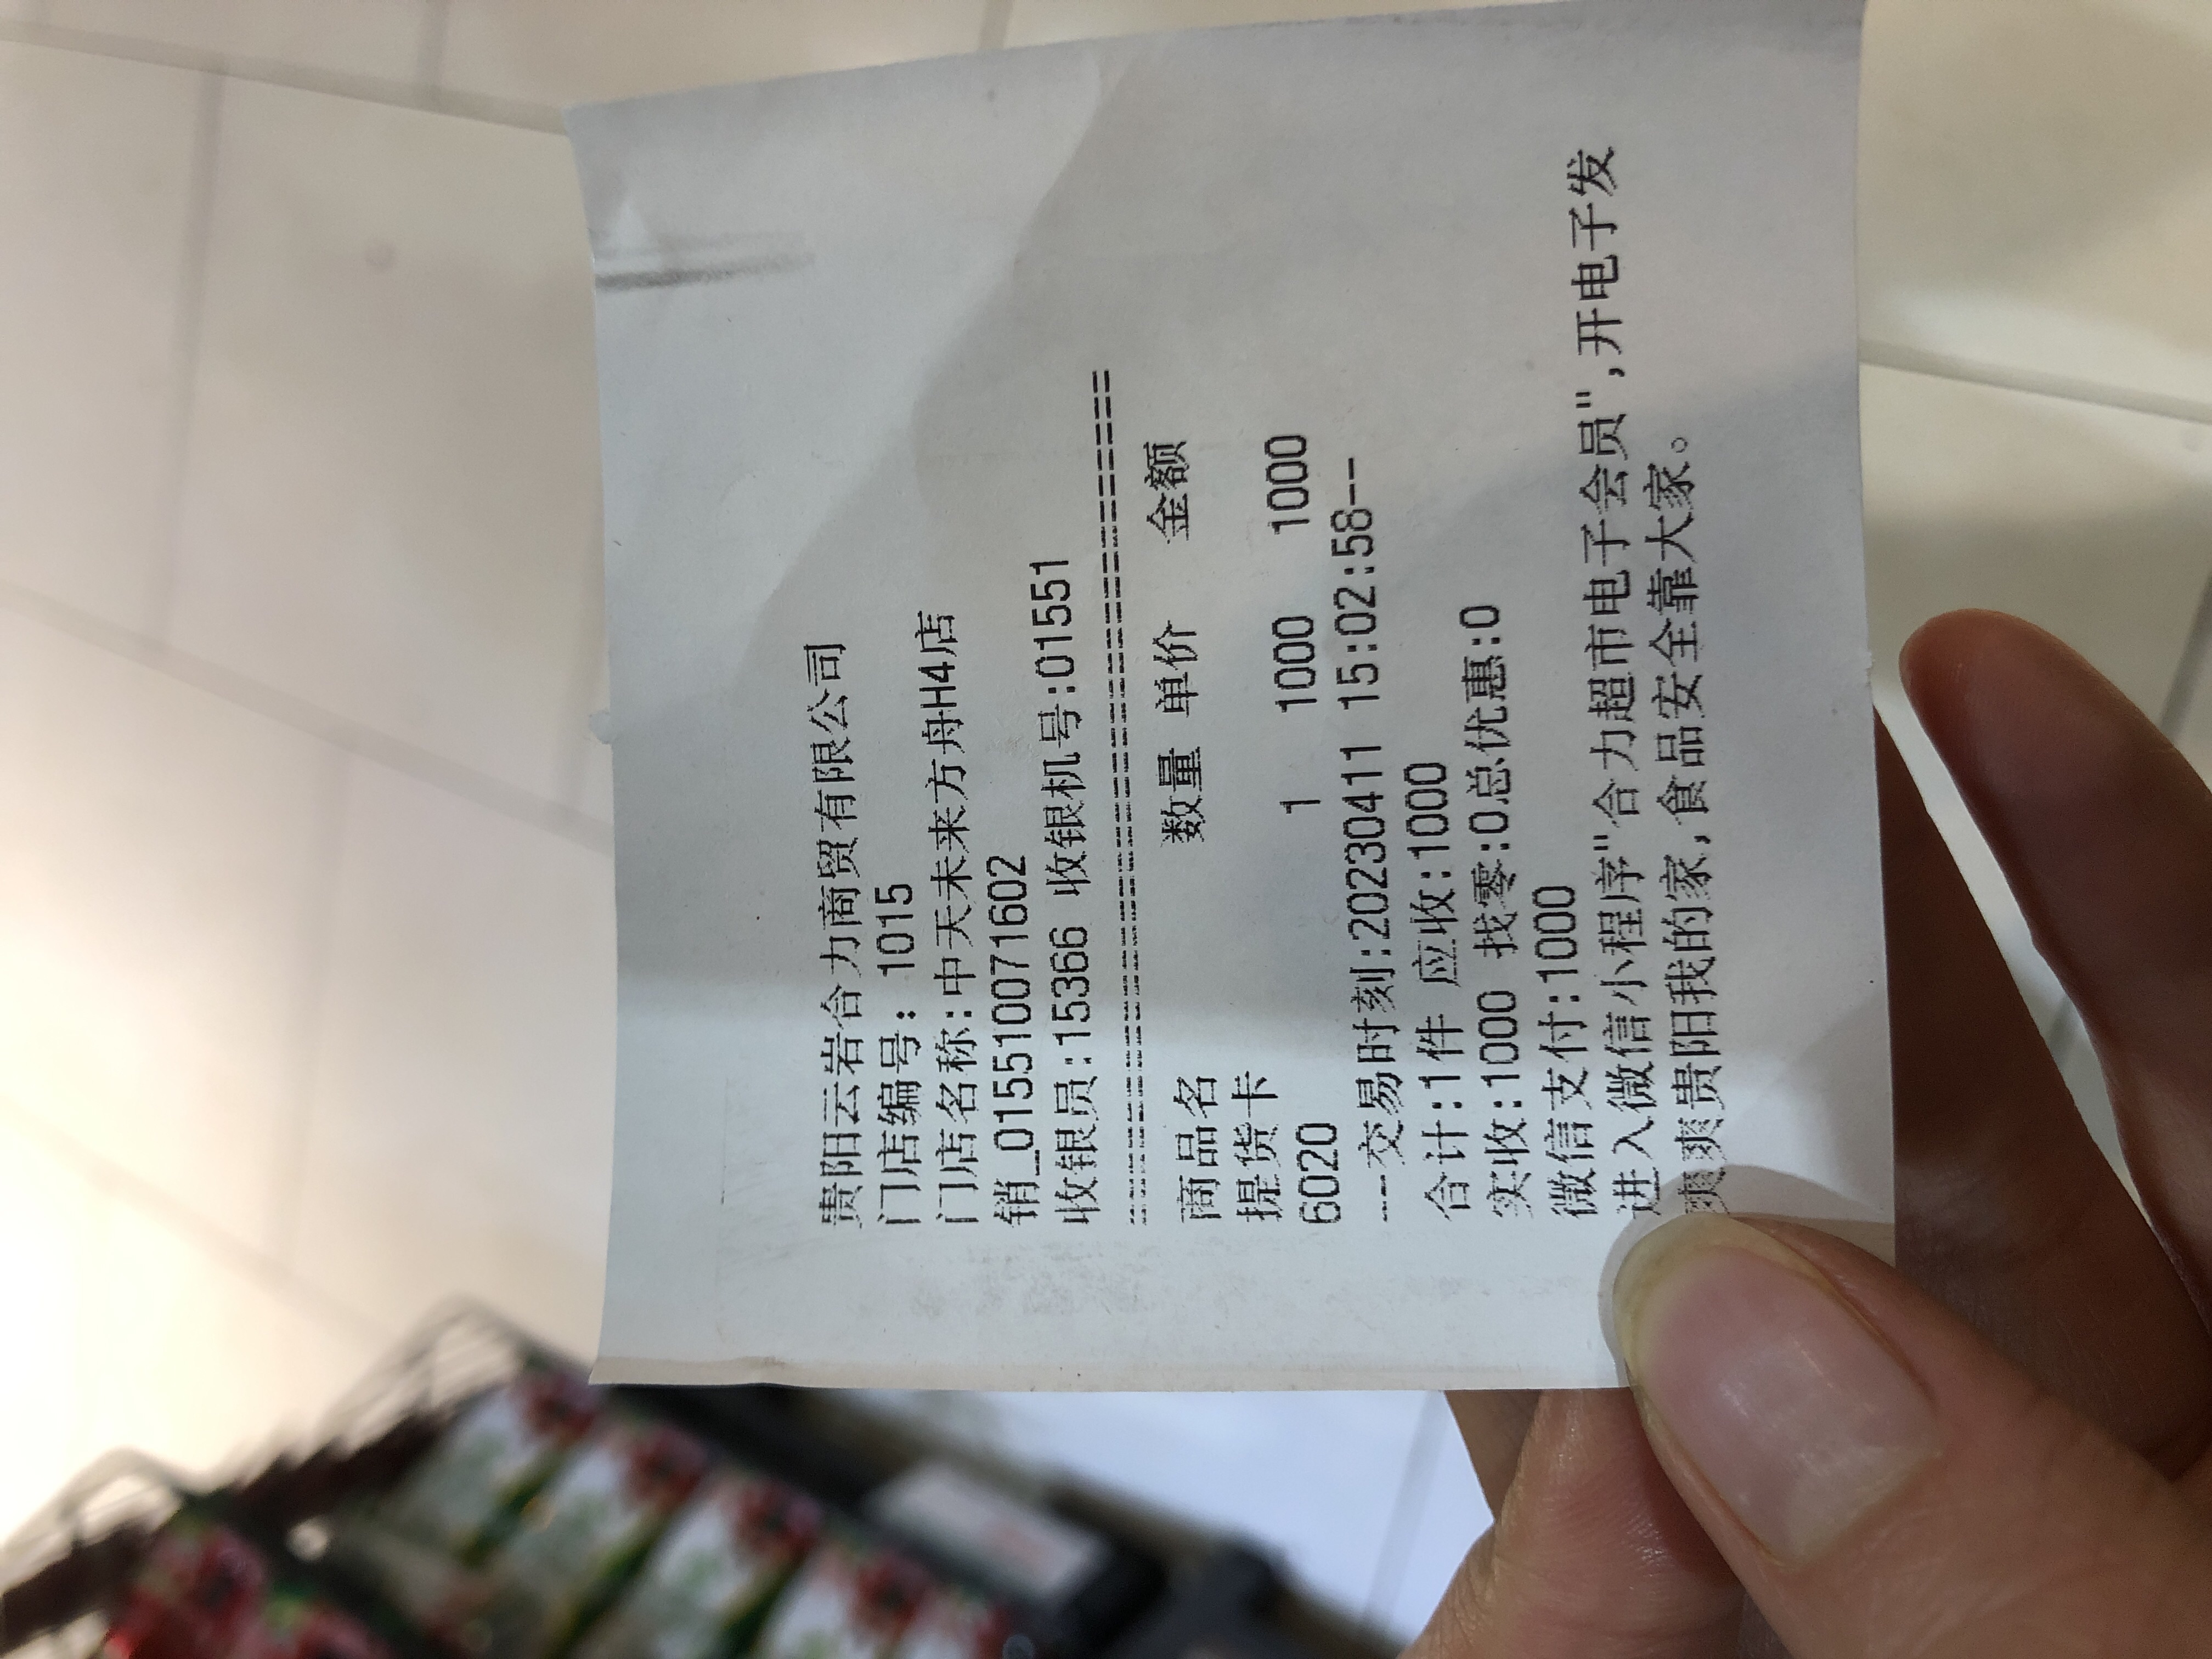 贵阳云岩合力商贸有限公司
门店编号: 1015
门店名称:中天未来方舟H4店
销_015510071602
收银员:15366 收银机号:01551
================================================
商品名 数量 单价 金额
提货卡
6020 1 1000 1000
--交易时刻:20230411 15:02:58--
合计:1件 应收:1000
实收:1000 找零:0总优惠:0
微信支付:1000
进入微信小程序"合力超市电子会员",开电子发
爽爽贵阳我的家,食品安全靠大家。